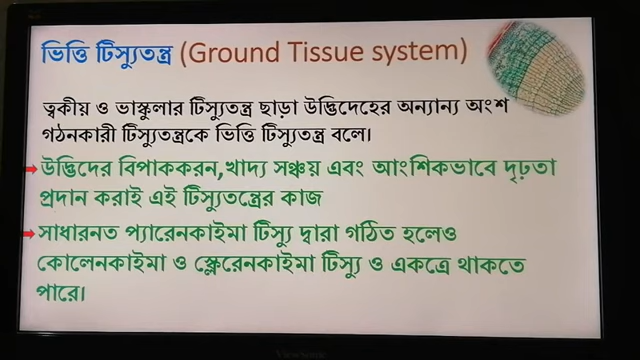 ভিত্তি টিস্যুতন্ত্র (Ground Tissue system)
ত্বকীয় ও ভাস্কুলার টিস্যুতন্ত্র ছাড়া উদ্ভিদেহের অন্যান্য অংশ
গঠনকারী টিস্যুতন্ত্রকে ভিত্তি টিস্যুতন্ত্র বলে।
উদ্ভিদের বিপাককরন,খাদ্য সঞ্চয় এবং আংশিকভাবে দৃঢ়তা
প্রদান করাই এই টিস্যুতন্ত্রের কাজ
সাধারনত প্যারেনকাইমা টিস্যু দ্বারা গঠিত হলেও
কোলেনকাইমা ও স্ক্লেরেনকাইমা টিস্যু ও একত্রে থাকতে
পারে।
ViewSonic